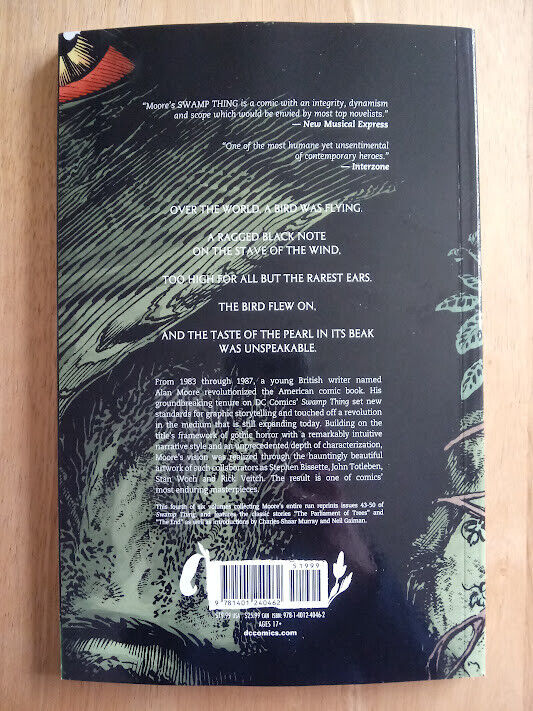 “Moore’s SWAMP THING is a comic with an integrity, dynamism
and scope which would be envied by most top novelists.”
— New Musical Express
“One of the most humane yet unsentimental
of contemporary heroes.”
— Interzone
OVER THE WORLD, A BIRD WAS FLYING.
A RAGGED BLACK NOTE
ON THE STAVE OF THE WIND,
TOO HIGH FOR ALL BUT THE RAREST EARS.
THE BIRD FLEW ON,
AND THE TASTE OF THE PEARL IN ITS BEAK
WAS UNSPEAKABLE.
From 1983 through 1987, a young British writer named
Alan Moore revolutionized the American comic book. His
groundbreaking tenure on DC Comics’ Swamp Thing set new
standards for graphic storytelling and touched off a revolution
in the medium that is still expanding today. Building on the
title’s framework of gothic horror with a remarkably intuitive
narrative style and an unprecedented depth of characterization,
Moore’s vision was realized through the hauntingly beautiful
artwork of such collaborators as Stephen Bissette, John Totleben,
Stan Woch and Rick Veitch. The result is one of comics’
most enduring masterpieces.
This fourth of six volumes collecting Moore’s entire run reprints issues 43-50 of
Swamp Thing, and features the classic stories “The Parliament of Trees” and
“The End” as well as introductions by Charles Shaar Murray and Neil Gaiman.
51999
9 781401 240462
$19.99 USA $25.99 CAN ISBN: 978-1-4012-4046-2
AGES 17+
dccomics.com